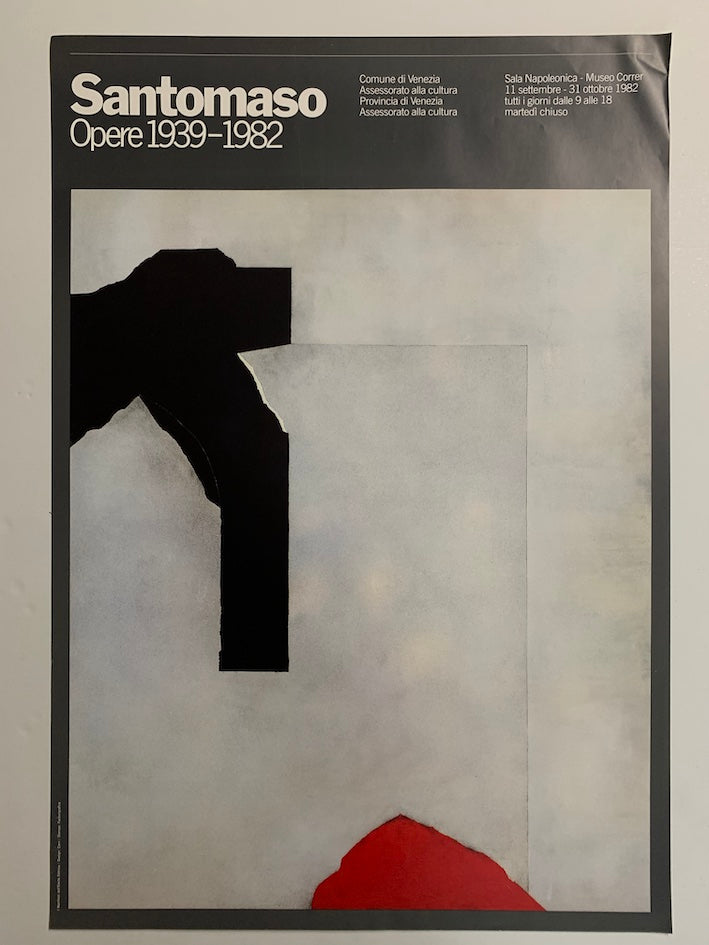 Santomaso
Opere 1939–1982
Comune di Venezia
Assessorato alla cultura
Provincia di Venezia
Assessorato alla cultura
Sala Napoleonica - Museo Correr
11 settembre - 31 ottobre 1982
tutti i giorni dalle 9 alle 18
martedì chiuso